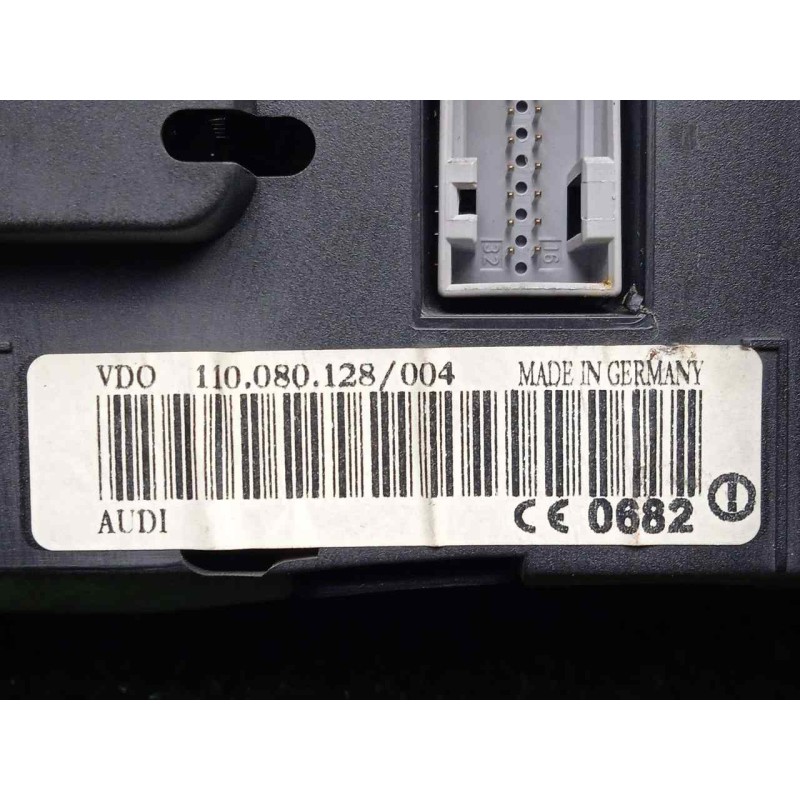 32 16
VDO 110.080.128/004 MADE IN GERMANY
AUDI CE 0682